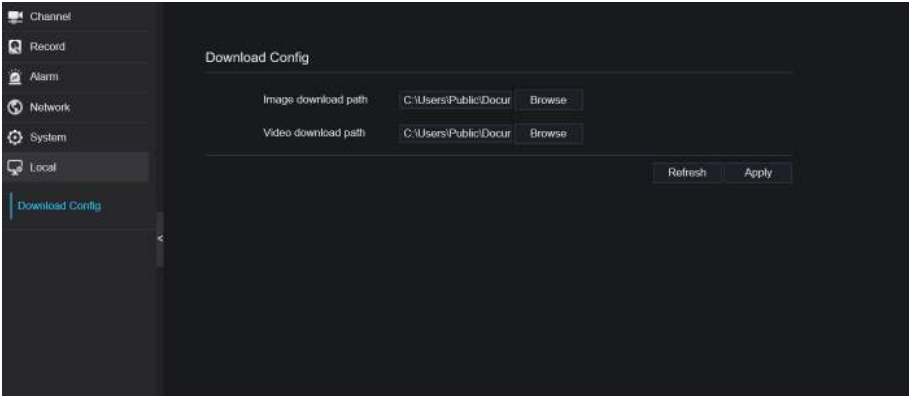 Channel
Record
Alarm
Network
System
Local
Download Config
<
Download Config
Image download path C:\Users\Public\Docur Browse
Video download path C:\Users\Public\Docur Browse
Refresh Apply